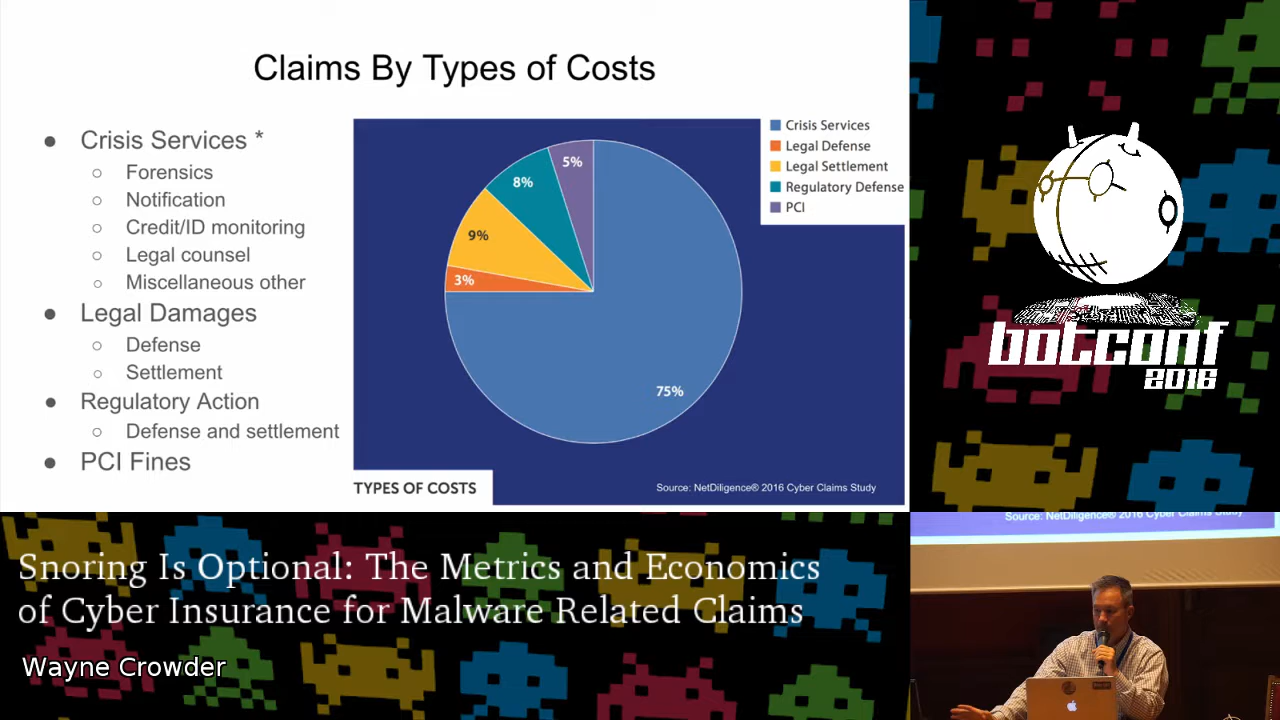 Claims By Types of Costs
● Crisis Services *
○ Forensics
○ Notification
○ Credit/ID monitoring
○ Legal counsel
○ Miscellaneous other
● Legal Damages
○ Defense
○ Settlement
● Regulatory Action
○ Defense and settlement
● PCI Fines
Crisis Services
Legal Defense
Legal Settlement
Regulatory Defense
PCI
5%
8%
9%
3%
75%
TYPES OF COSTS
Source: NetDiligence® 2016 Cyber Claims Study
botconf
2016
Source: NetDiligence® 2016 Cyber Claims Study
Snoring Is Optional: The Metrics and Economics
of Cyber Insurance for Malware Related Claims
Wayne Crowder